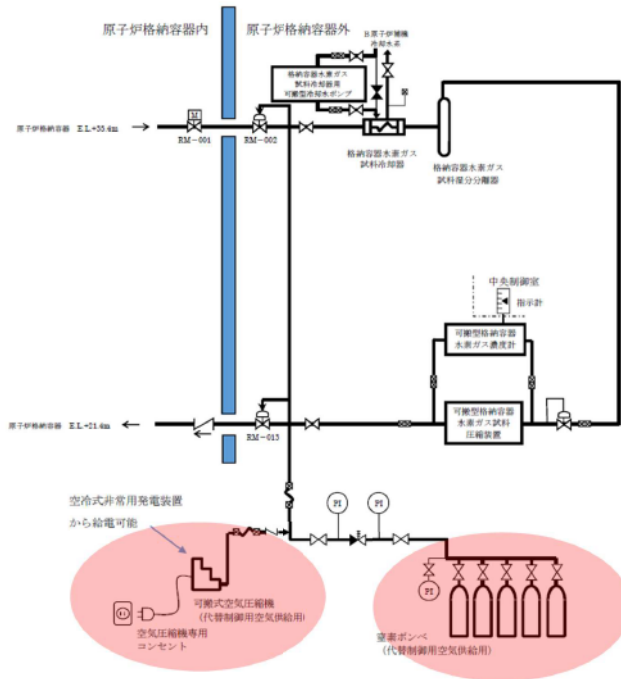 原子炉格納容器内
原子炉格納容器外
B原子炉補機
冷却水系
格納容器水素ガス
試料冷却器用
可搬型冷却水ポンプ
M
原子炉格納容器 E.L.+33.4m
RM-001
RM-002
格納容器水素ガス
試料冷却器
格納容器水素ガス
試料湿分分離器
中央制御室
指示計
可搬型格納容器
水素ガス濃度計
可搬型格納容器
水素ガス試料
圧縮装置
原子炉格納容器 E.L.+21.4m
RM-013
空冷式非常用発電装置
から給電可能
PI
PI
PI
可搬式空気圧縮機
(代替制御用空気供給用)
空気圧縮機専用
コンセント
窒素ボンベ
(代替制御用空気供給用)